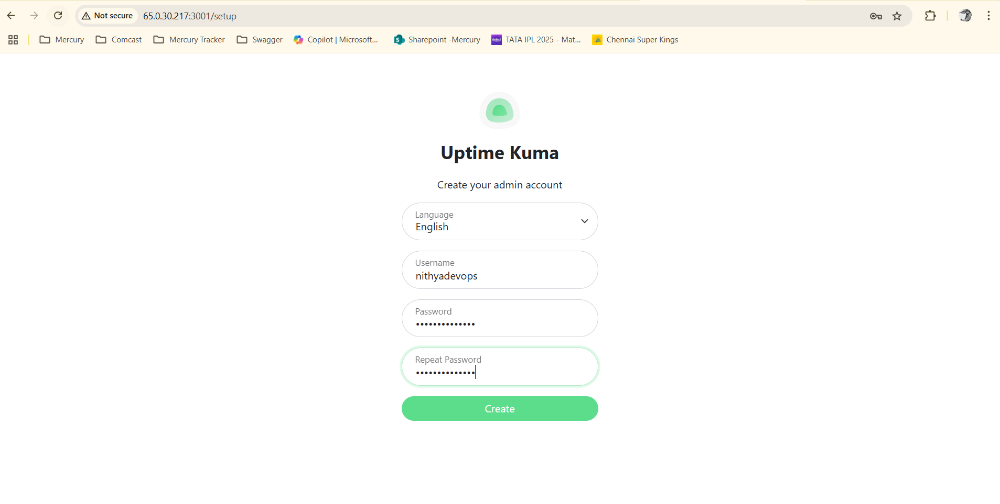 Not secure 65.0.30.217:3001/setup
Mercury Comcast Mercury Tracker Swagger Copilot | Microsoft... Sharepoint -Mercury TATA IPL 2025 - Mat... Chennai Super Kings
Uptime Kuma
Create your admin account
Language
English
Username
nithyadevops
Password
••••••••••••••
Repeat Password
••••••••••••••
Create